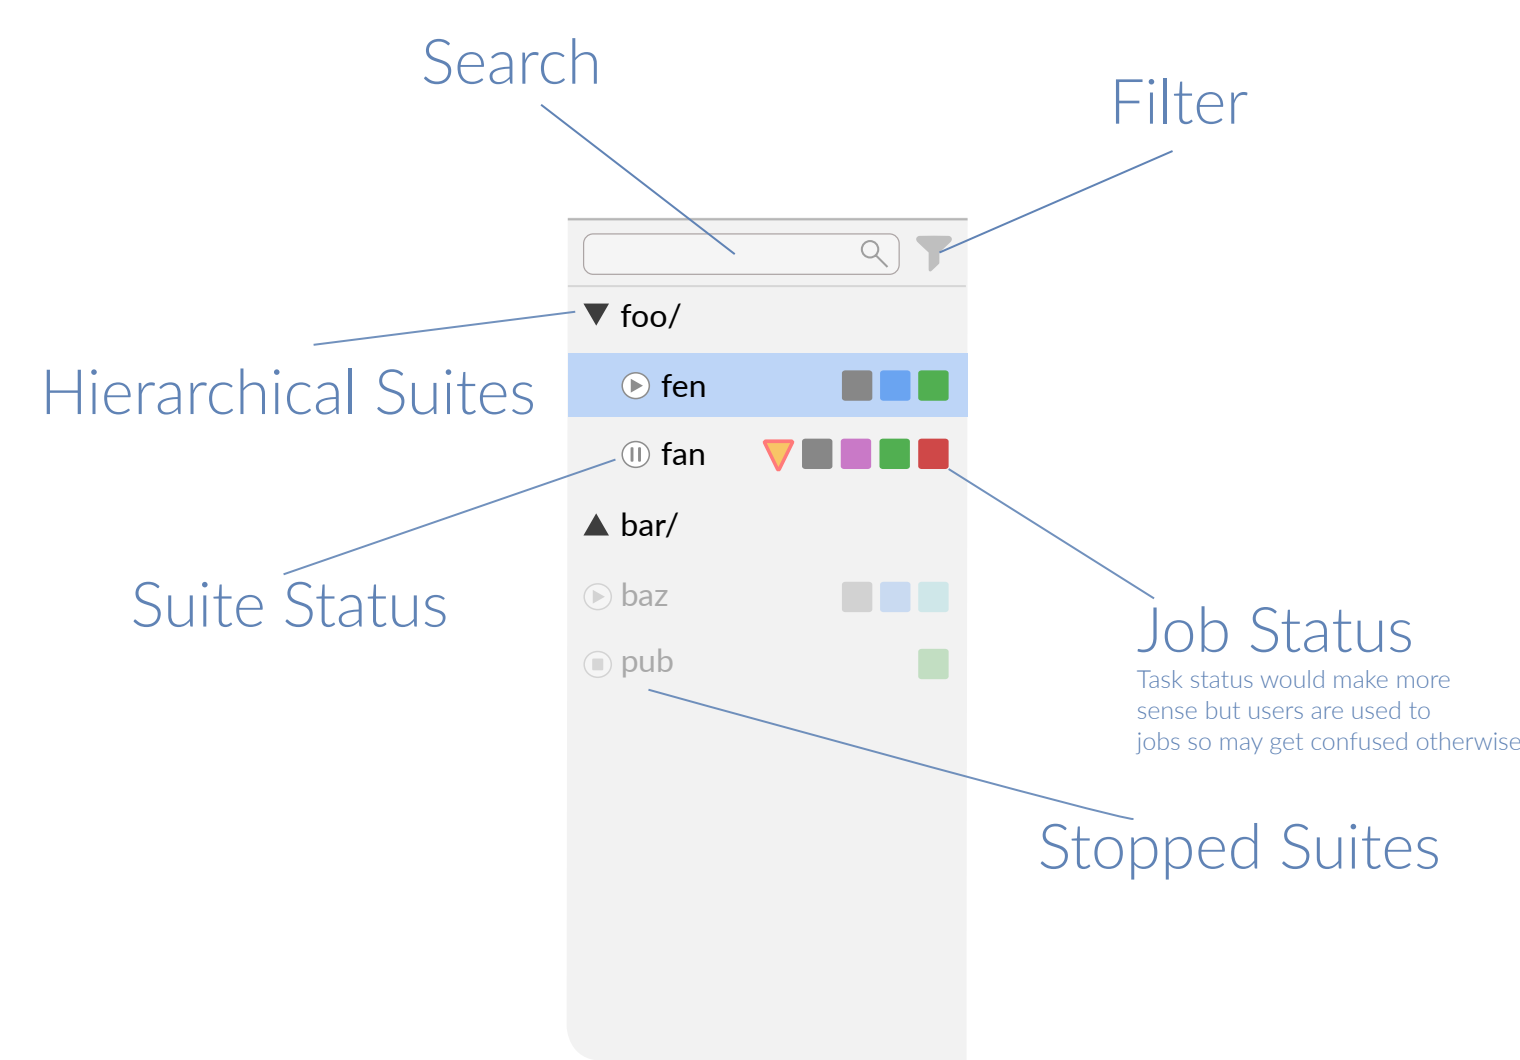 Search
Filter
foo/
Hierarchical Suites
fen
fan
bar/
Suite Status
baz
Job Status
pub
Task status would make more
sense but users are used to
jobs so may get confused otherwise
Stopped Suites